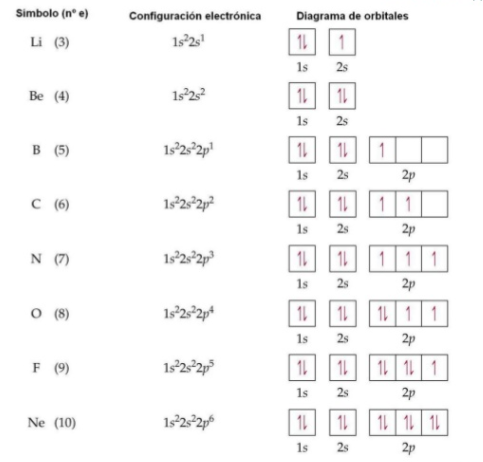 Símbolo (nº e) Configuración electrónica Diagrama de orbitales
Li (3) 1s²2s¹ ⥮ ↿
1s 2s
Be (4) 1s²2s² ⥮ ⥮
1s 2s
B (5) 1s²2s²2p¹ ⥮ ⥮ ↿
1s 2s 2p
C (6) 1s²2s²2p² ⥮ ⥮ ↿ ↿
1s 2s 2p
N (7) 1s²2s²2p³ ⥮ ⥮ ↿ ↿ ↿
1s 2s 2p
O (8) 1s²2s²2p⁴ ⥮ ⥮ ⥮ ↿ ↿
1s 2s 2p
F (9) 1s²2s²2p⁵ ⥮ ⥮ ⥮ ⥮ ↿
1s 2s 2p
Ne (10) 1s²2s²2p⁶ ⥮ ⥮ ⥮ ⥮ ⥮
1s 2s 2p